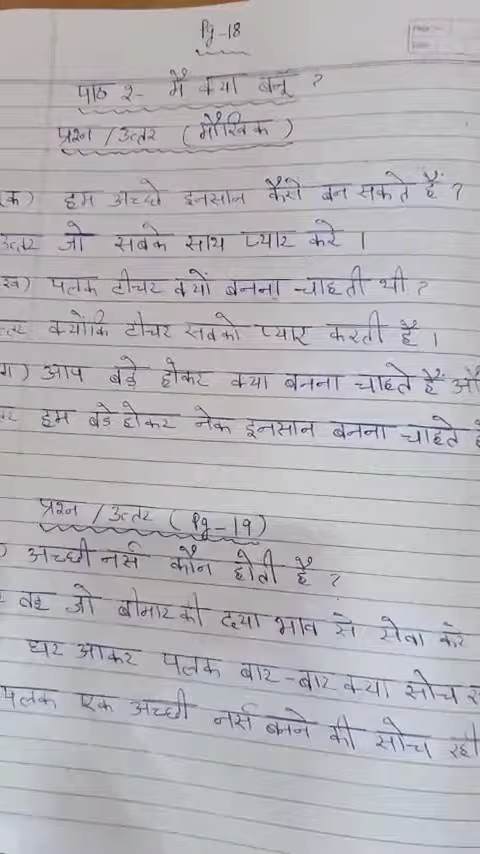 Pg-18
पाठ 2- मैं क्या बनूँ ?
प्रश्न / उत्तर ( मौखिक )
क) हम अच्छे इनसान कैसे बन सकते हैं ?
उत्तर जो सबके साथ प्यार करे ।
ख) पलक टीचर क्यों बनना चाहती थी ?
क्योंकि टीचर सबको प्यार करती है ।
ग) आप बड़े होकर क्या बनना चाहते हैं
हम बड़े होकर नेक इनसान बनना चाहते
प्रश्न / उत्तर ( Pg-19 )
अच्छी नर्स कौन होती है ?
वह जो बीमार की दया भाव से सेवा करे
घर आकर पलक बार-बार क्या सोच
पलक एक अच्छी नर्स बनने की सोच रही